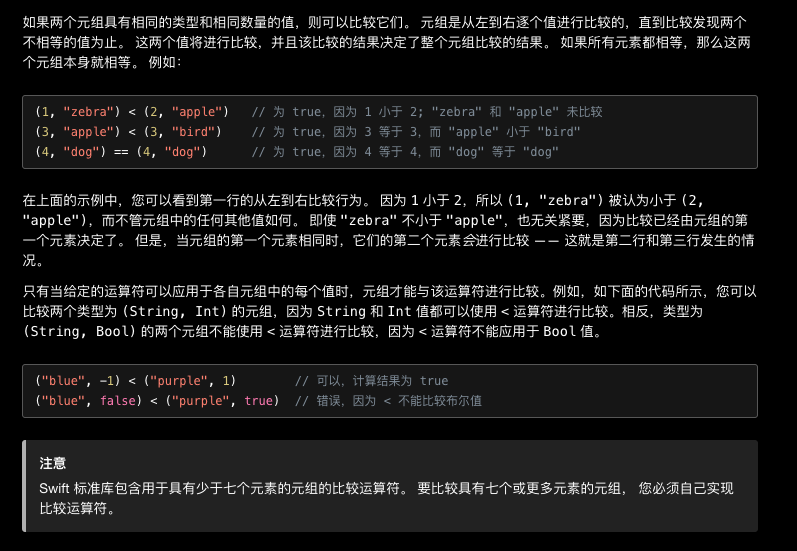 如果两个元组具有相同的类型和相同数量的值，则可以比较它们。 元组是从左到右逐个值进行比较的，直到比较发现两个
不相等的值为止。 这两个值将进行比较，并且该比较的结果决定了整个元组比较的结果。 如果所有元素都相等，那么这两
个元组本身就相等。 例如：
(1, "zebra") < (2, "apple")   // 为 true，因为 1 小于 2; "zebra" 和 "apple" 未比较
(3, "apple") < (3, "bird")    // 为 true，因为 3 等于 3，而 "apple" 小于 "bird"
(4, "dog") == (4, "dog")      // 为 true，因为 4 等于 4，而 "dog" 等于 "dog"
在上面的示例中，您可以看到第一行的从左到右比较行为。 因为 1 小于 2，所以 (1, "zebra") 被认为小于 (2,
"apple")，而不管元组中的任何其他值如何。 即使 "zebra" 不小于 "apple"，也无关紧要，因为比较已经由元组的第
一个元素决定了。 但是，当元组的第一个元素相同时，它们的第二个元素会进行比较 —— 这就是第二行和第三行发生的情
况。
只有当给定的运算符可以应用于各自元组中的每个值时，元组才能与该运算符进行比较。例如，如下面的代码所示，您可以
比较两个类型为 (String, Int) 的元组，因为 String 和 Int 值都可以使用 < 运算符进行比较。相反，类型为
(String, Bool) 的两个元组不能使用 < 运算符进行比较，因为 < 运算符不能应用于 Bool 值。
("blue", -1) < ("purple", 1)        // 可以，计算结果为 true
("blue", false) < ("purple", true)  // 错误，因为 < 不能比较布尔值
注意
Swift 标准库包含用于具有少于七个元素的元组的比较运算符。 要比较具有七个或更多元素的元组， 您必须自己实现
比较运算符。